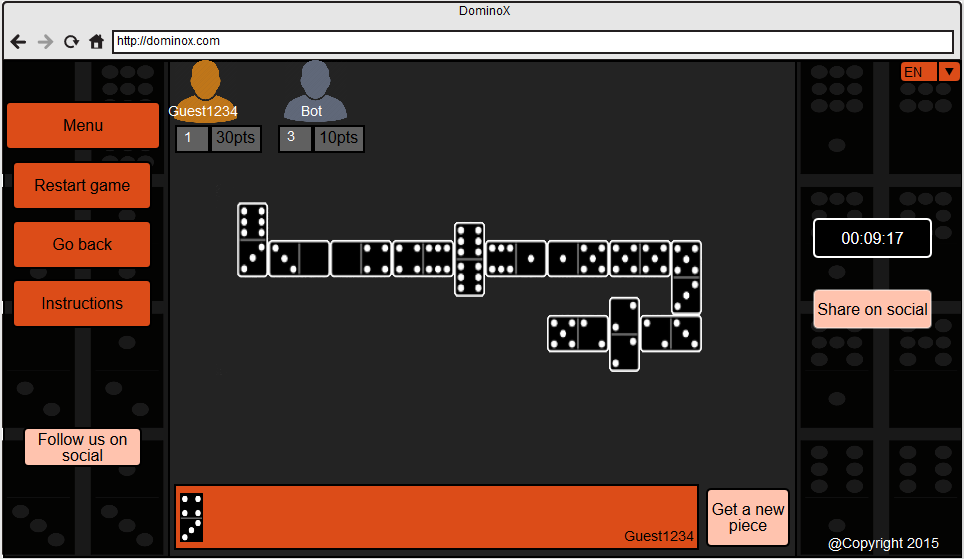 DominoX
http://dominox.com
EN
Guest1234
Bot
1
30pts
3
10pts
Menu
Restart game
Go back
Instructions
00:09:17
Share on social
Follow us on
social
Get a new
piece
Guest1234
@Copyright 2015